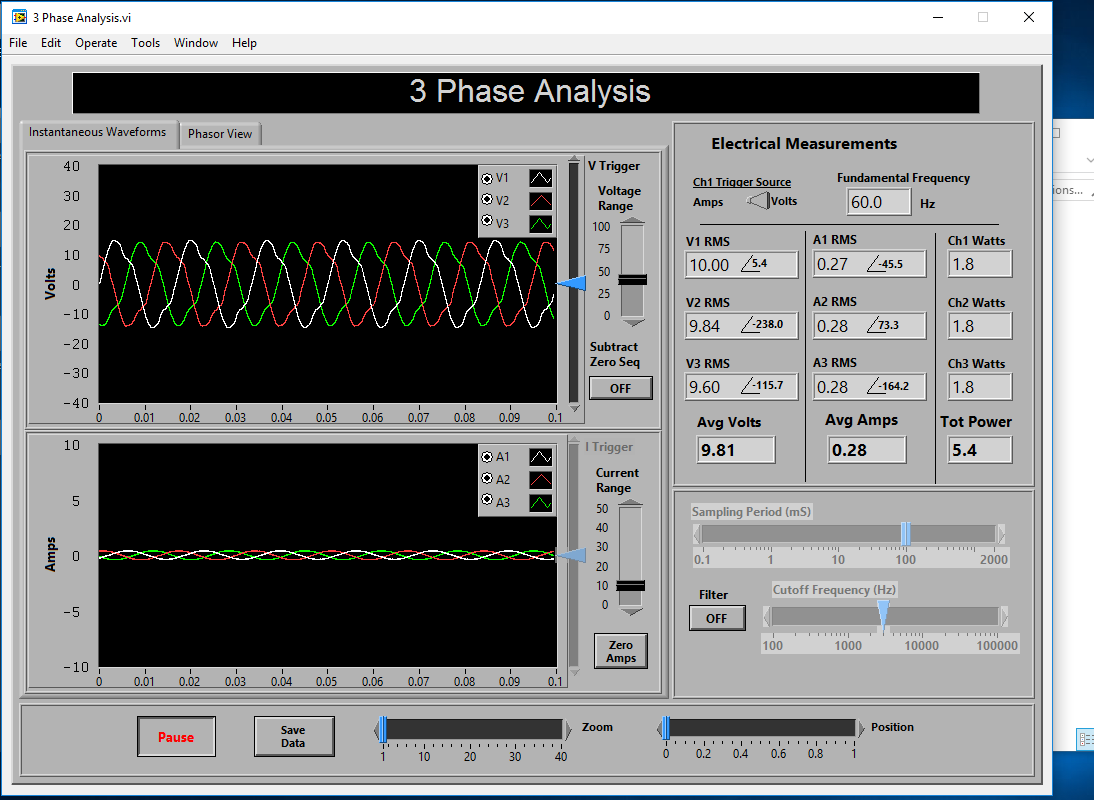 3 Phase Analysis.vi
File Edit Operate Tools Window Help
3 Phase Analysis
Instantaneous Waveforms
Phasor View
40
30
20
10
0
-10
-20
-30
-40
Volts
0 0.01 0.02 0.03 0.04 0.05 0.06 0.07 0.08 0.09 0.1
V1
V2
V3
V Trigger
Voltage
Range
100
75
50
25
0
Subtract
Zero Seq
OFF
10
5
0
-5
-10
Amps
0 0.01 0.02 0.03 0.04 0.05 0.06 0.07 0.08 0.09 0.1
A1
A2
A3
I Trigger
Current
Range
50
40
30
20
10
0
Zero
Amps
Electrical Measurements
Ch1 Trigger Source
Amps Volts
Fundamental Frequency
60.0 Hz
V1 RMS A1 RMS Ch1 Watts
10.00 5.4 0.27 -45.5 1.8
V2 RMS A2 RMS Ch2 Watts
9.84 -238.0 0.28 73.3 1.8
V3 RMS A3 RMS Ch3 Watts
9.60 -115.7 0.28 -164.2 1.8
Avg Volts Avg Amps Tot Power
9.81 0.28 5.4
Sampling Period (mS)
0.1 1 10 100 2000
Filter
OFF
Cutoff Frequency (Hz)
100 1000 10000 100000
Pause
Save
Data
Zoom
1 10 20 30 40
Position
0 0.2 0.4 0.6 0.8 1
ions...